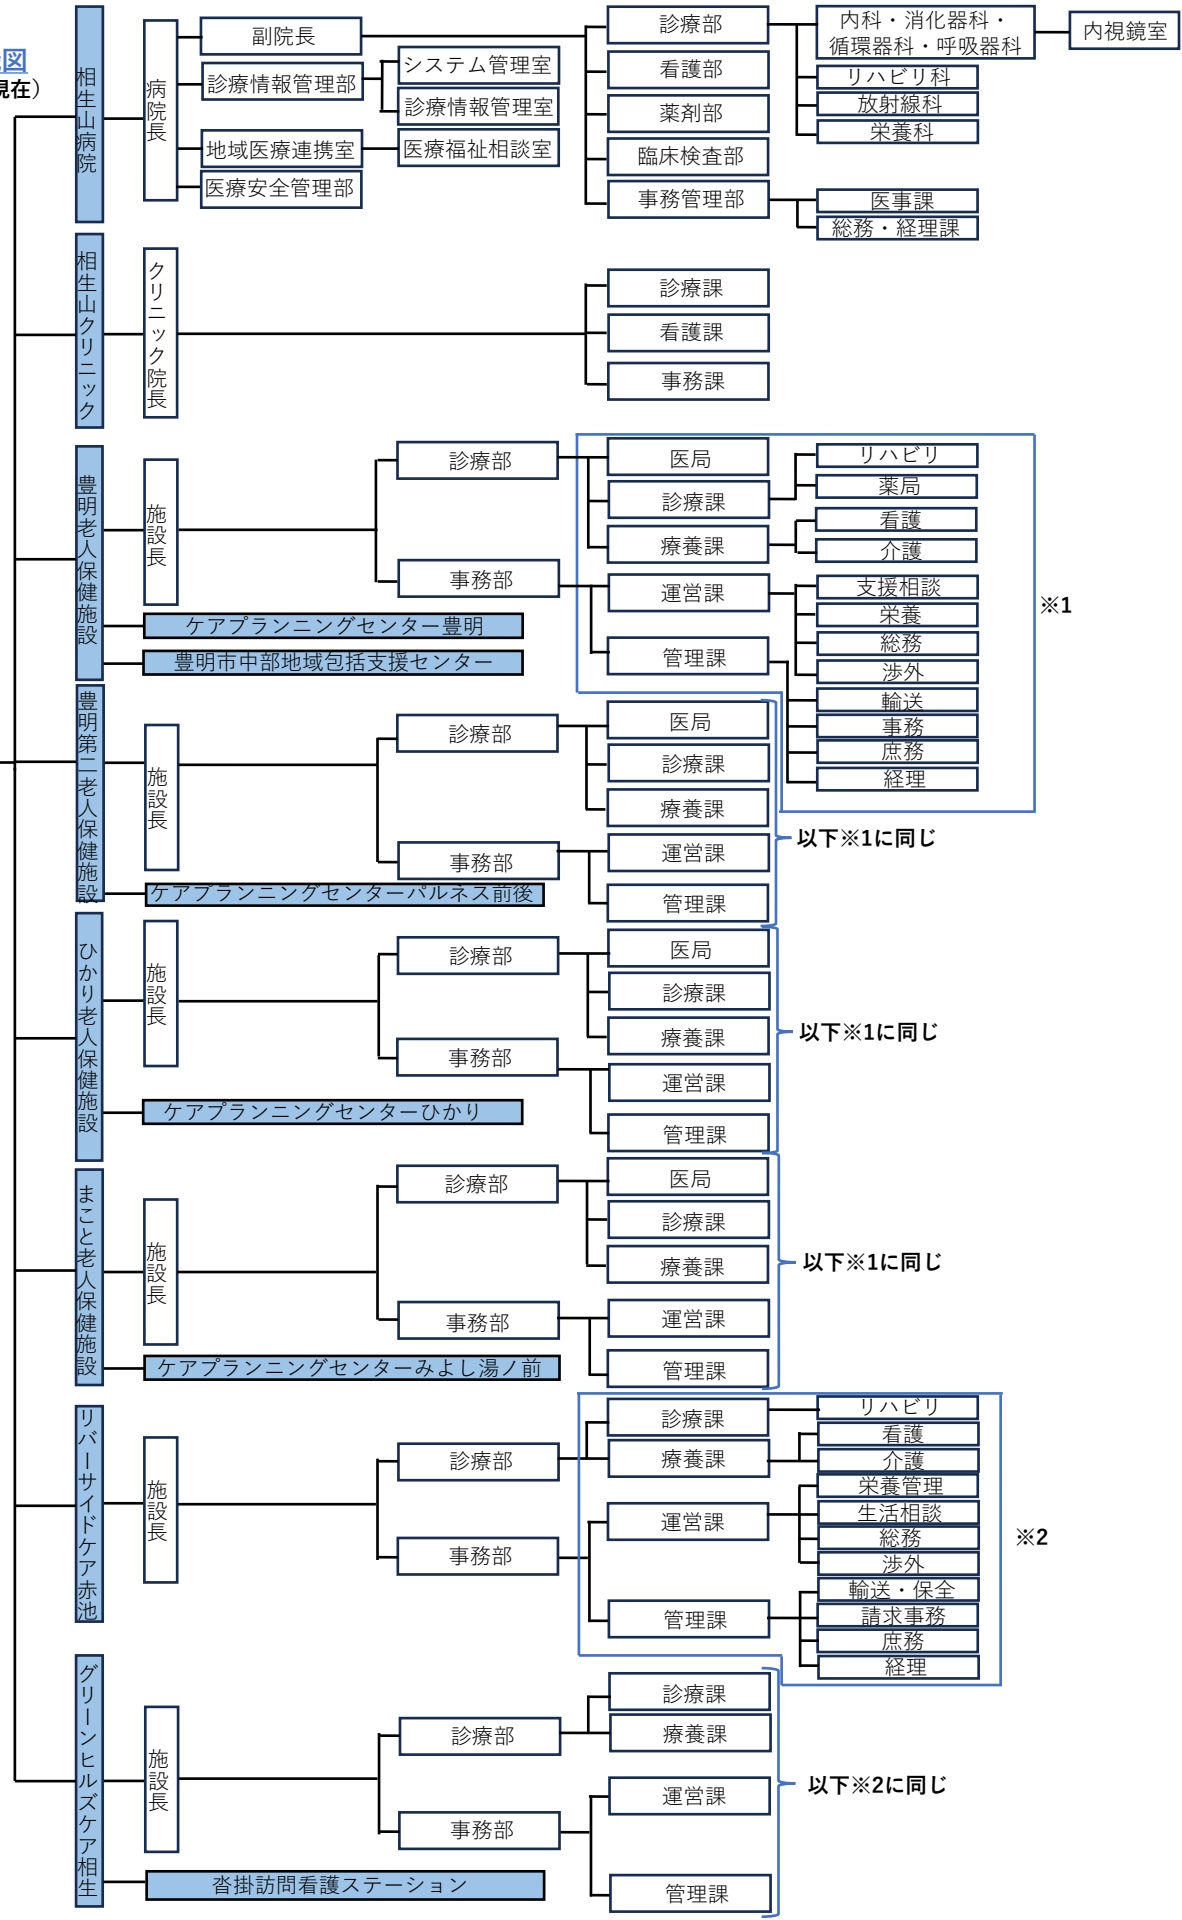 図
現在）
相生山病院
病院長
副院長
診療情報管理部
システム管理室
診療情報管理室
地域医療連携室
医療福祉相談室
医療安全管理部
診療部
内科・消化器科・
循環器科・呼吸器科
内視鏡室
リハビリ科
放射線科
栄養科
看護部
薬剤部
臨床検査部
事務管理部
医事課
総務・経理課
相生山クリニック
クリニック院長
診療課
看護課
事務課
豊明老人保健施設
施設長
診療部
医局
診療課
リハビリ
薬局
療養課
看護
介護
事務部
運営課
支援相談
栄養
総務
渉外
管理課
輸送
事務
庶務
経理
※1
ケアプランニングセンター豊明
豊明市中部地域包括支援センター
豊明第二老人保健施設
施設長
診療部
医局
診療課
療養課
事務部
運営課
管理課
以下※1に同じ
ケアプランニングセンターパルネス前後
ひかり老人保健施設
施設長
診療部
医局
診療課
療養課
事務部
運営課
管理課
以下※1に同じ
ケアプランニングセンターひかり
まこと老人保健施設
施設長
診療部
医局
診療課
療養課
事務部
運営課
管理課
以下※1に同じ
ケアプランニングセンターみよし湯ノ前
リバーサイドケア赤池
施設長
診療部
診療課
リハビリ
療養課
看護
介護
事務部
運営課
栄養管理
生活相談
総務
渉外
管理課
輸送・保全
請求事務
庶務
経理
※2
グリーンヒルズケア相生
施設長
診療部
診療課
療養課
事務部
運営課
管理課
以下※2に同じ
沓掛訪問看護ステーション